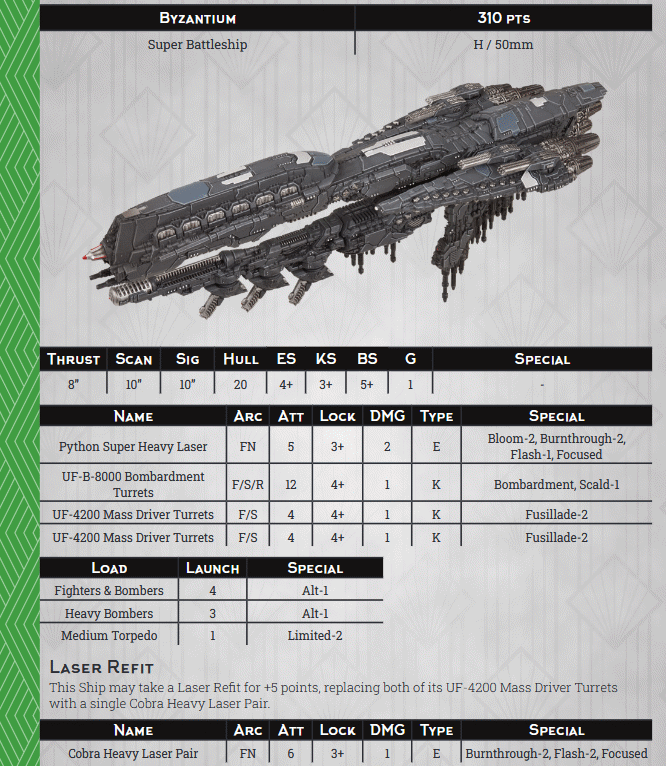 Byzantium 310 pts
Super Battleship H / 50mm
Thrust Scan Sig Hull ES KS BS G Special
8" 10" 10" 20 4+ 3+ 5+ 1 -
Name Arc Att Lock DMG Type Special
Python Super Heavy Laser FN 5 3+ 2 E Bloom-2, Burnthrough-2,
Flash-1, Focused
UF-B-8000 Bombardment
Turrets F/S/R 12 4+ 1 K Bombardment, Scald-1
UF-4200 Mass Driver Turrets F/S 4 4+ 1 K Fusillade-2
UF-4200 Mass Driver Turrets F/S 4 4+ 1 K Fusillade-2
Load Launch Special
Fighters & Bombers 4 Alt-1
Heavy Bombers 3 Alt-1
Medium Torpedo 1 Limited-2
Laser Refit
This Ship may take a Laser Refit for +5 points, replacing both of its UF-4200 Mass Driver Turrets
with a single Cobra Heavy Laser Pair.
Name Arc Att Lock DMG Type Special
Cobra Heavy Laser Pair FN 6 3+ 1 E Burnthrough-2, Flash-2, Focused